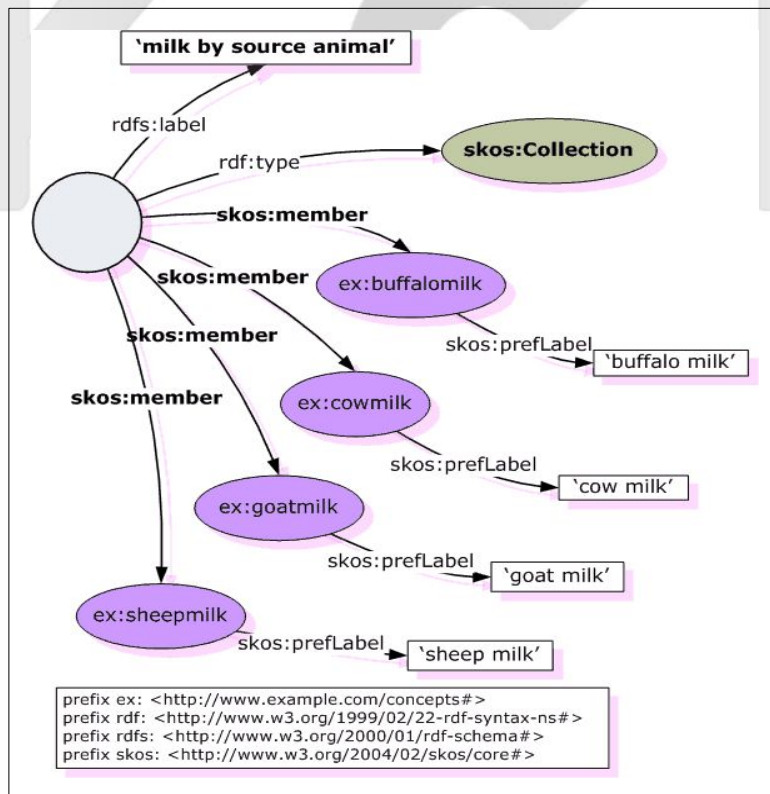 ‘milk by source animal’
rdfs:label
rdf:type
skos:Collection
skos:member
skos:member
ex:buffalomilk
skos:member
skos:prefLabel
‘buffalo milk’
skos:member
ex:cowmilk
skos:prefLabel
‘cow milk’
ex:goatmilk
skos:prefLabel
‘goat milk’
ex:sheepmilk
skos:prefLabel
‘sheep milk’
prefix ex: <http://www.example.com/concepts#>
prefix rdf: <http://www.w3.org/1999/02/22-rdf-syntax-ns#>
prefix rdfs: <http://www.w3.org/2000/01/rdf-schema#>
prefix skos: <http://www.w3.org/2004/02/skos/core#>